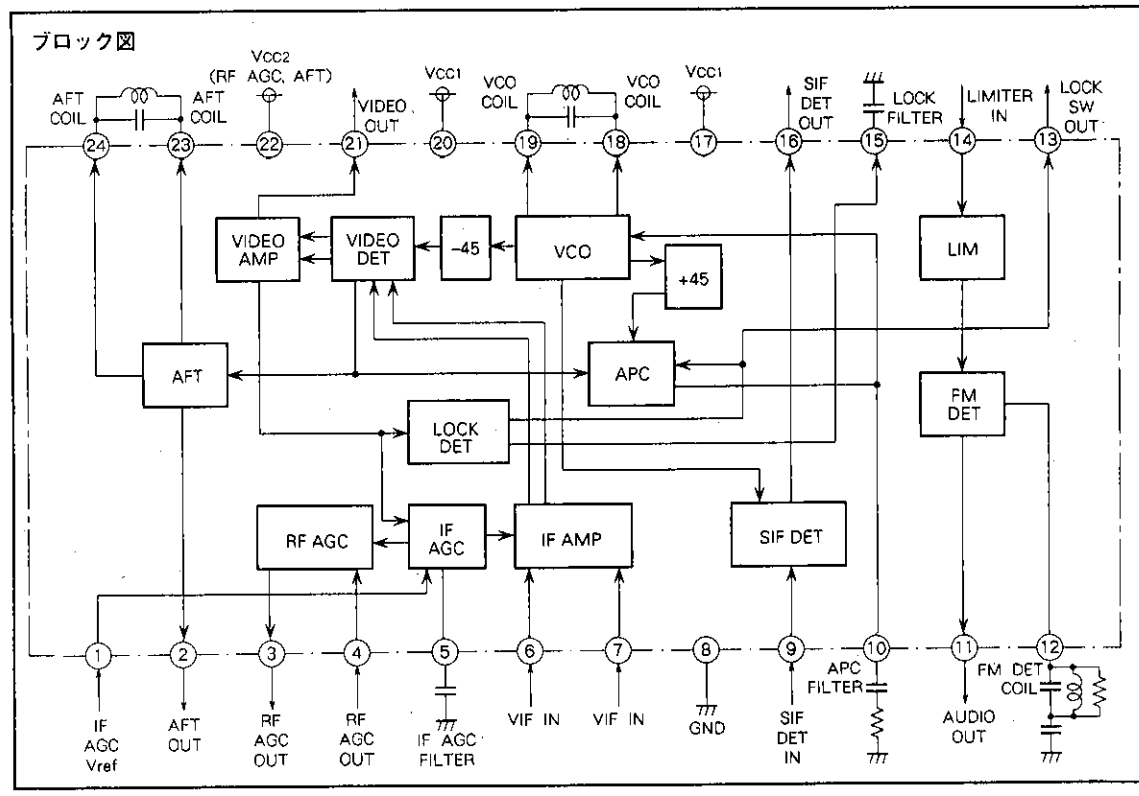 ブロック図
AFT
COIL
AFT
COIL
VCC2
(RF AGC, AFT)
VIDEO
OUT
VCC1
VCO
COIL
VCO
COIL
VCC1
SIF
DET
OUT
LOCK
FILTER
LIMITER
IN
LOCK
SW
OUT
24
23
22
21
20
19
18
17
16
15
14
13
VIDEO
AMP
VIDEO
DET
-45
VCO
+45
LIM
AFT
APC
FM
DET
LOCK
DET
RF AGC
IF
AGC
IF AMP
SIF DET
1
2
3
4
5
6
7
8
9
10
11
12
IF
AGC
Vref
AFT
OUT
RF
AGC
OUT
RF
AGC
OUT
IF AGC
FILTER
VIF IN
VIF IN
GND
SIF
DET
IN
APC
FILTER
AUDIO
OUT
FM DET
COIL